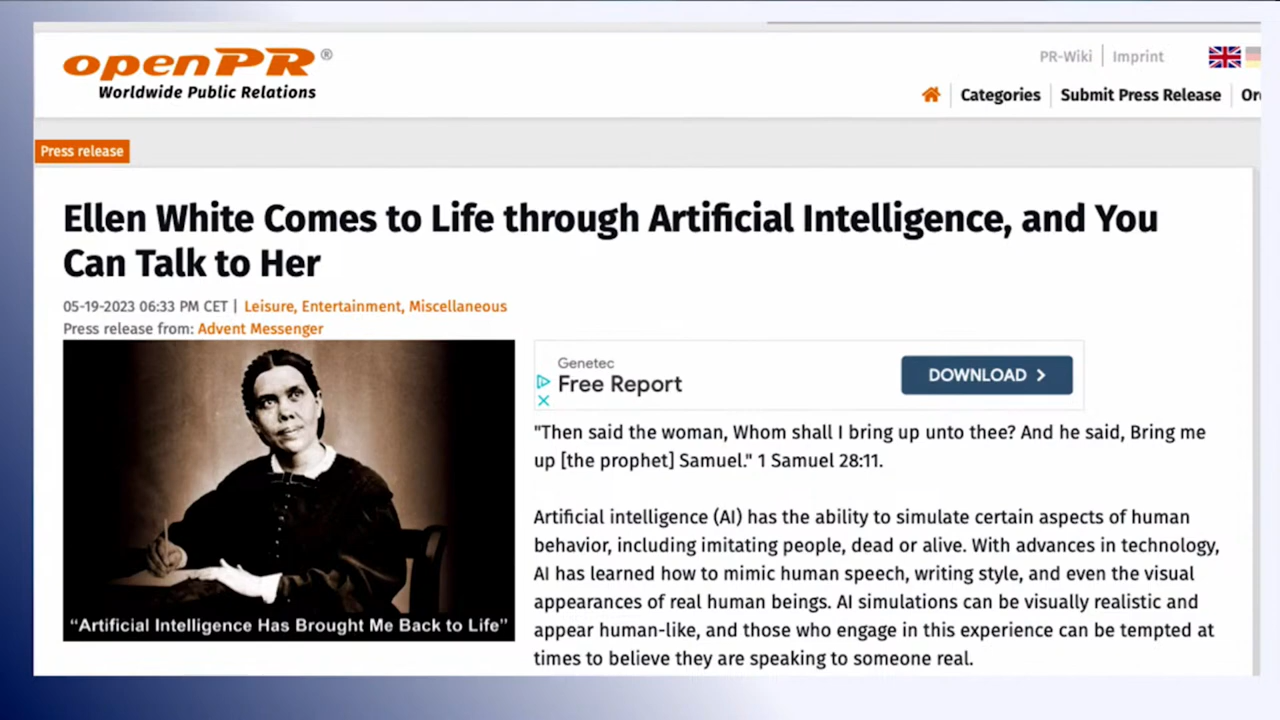 openPR®
Worldwide Public Relations
PR-Wiki | Imprint
Categories | Submit Press Release |
Press release
Ellen White Comes to Life through Artificial Intelligence, and You
Can Talk to Her
05-19-2023 06:33 PM CET | Leisure, Entertainment, Miscellaneous
Press release from: Advent Messenger
“Artificial Intelligence Has Brought Me Back to Life”
Genetec
Free Report
DOWNLOAD
"Then said the woman, Whom shall I bring up unto thee? And he said, Bring me
up [the prophet] Samuel." 1 Samuel 28:11.
Artificial intelligence (AI) has the ability to simulate certain aspects of human
behavior, including imitating people, dead or alive. With advances in technology,
AI has learned how to mimic human speech, writing style, and even the visual
appearances of real human beings. AI simulations can be visually realistic and
appear human-like, and those who engage in this experience can be tempted at
times to believe they are speaking to someone real.